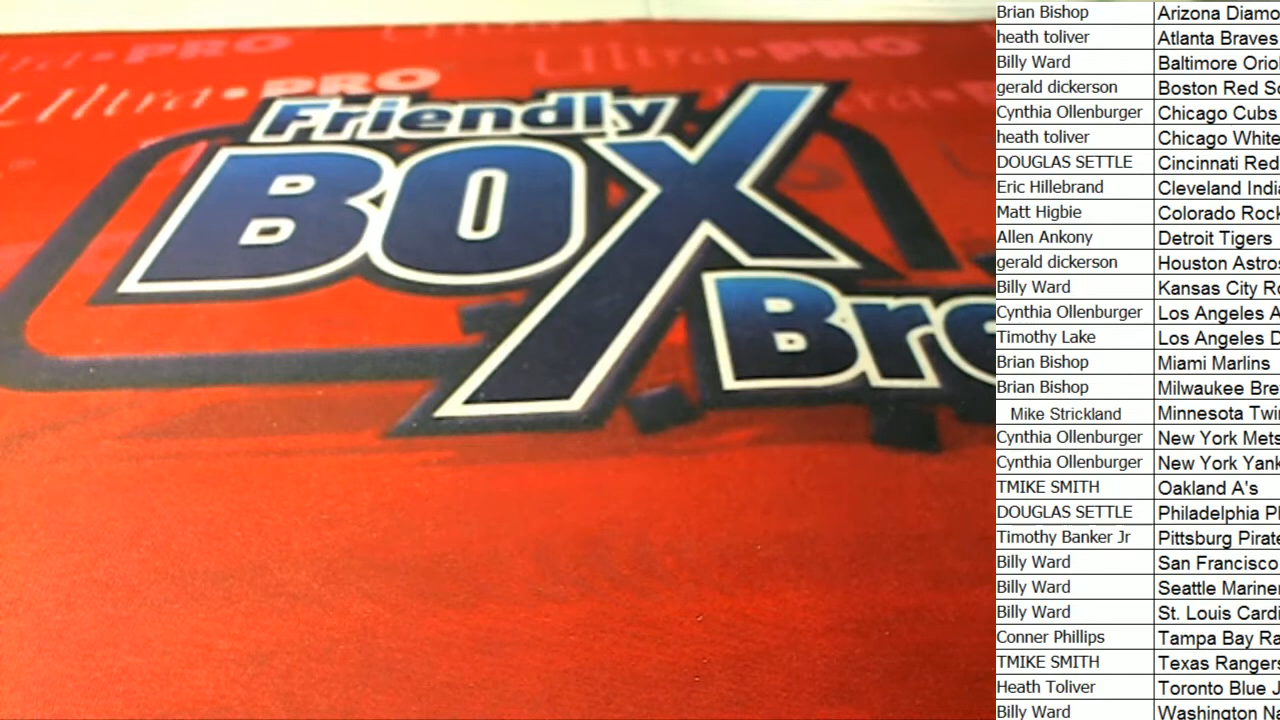 Ultra PRO
Ultra PRO
Ultra PRO
Friendly
BOX
Bre
Brian Bishop Arizona Diamo
heath toliver Atlanta Braves
Billy Ward Baltimore Oriol
gerald dickerson Boston Red So
Cynthia Ollenburger Chicago Cubs
heath toliver Chicago White
DOUGLAS SETTLE Cincinnati Red
Eric Hillebrand Cleveland India
Matt Higbie Colorado Rock
Allen Ankony Detroit Tigers
gerald dickerson Houston Astros
Billy Ward Kansas City Ro
Cynthia Ollenburger Los Angeles A
Timothy Lake Los Angeles D
Brian Bishop Miami Marlins
Brian Bishop Milwaukee Bre
Mike Strickland Minnesota Twi
Cynthia Ollenburger New York Mets
Cynthia Ollenburger New York Yank
TMIKE SMITH Oakland A's
DOUGLAS SETTLE Philadelphia P
Timothy Banker Jr Pittsburg Pirate
Billy Ward San Francisco
Billy Ward Seattle Mariner
Billy Ward St. Louis Cardi
Conner Phillips Tampa Bay Ra
TMIKE SMITH Texas Rangers
Heath Toliver Toronto Blue J
Billy Ward Washington Na